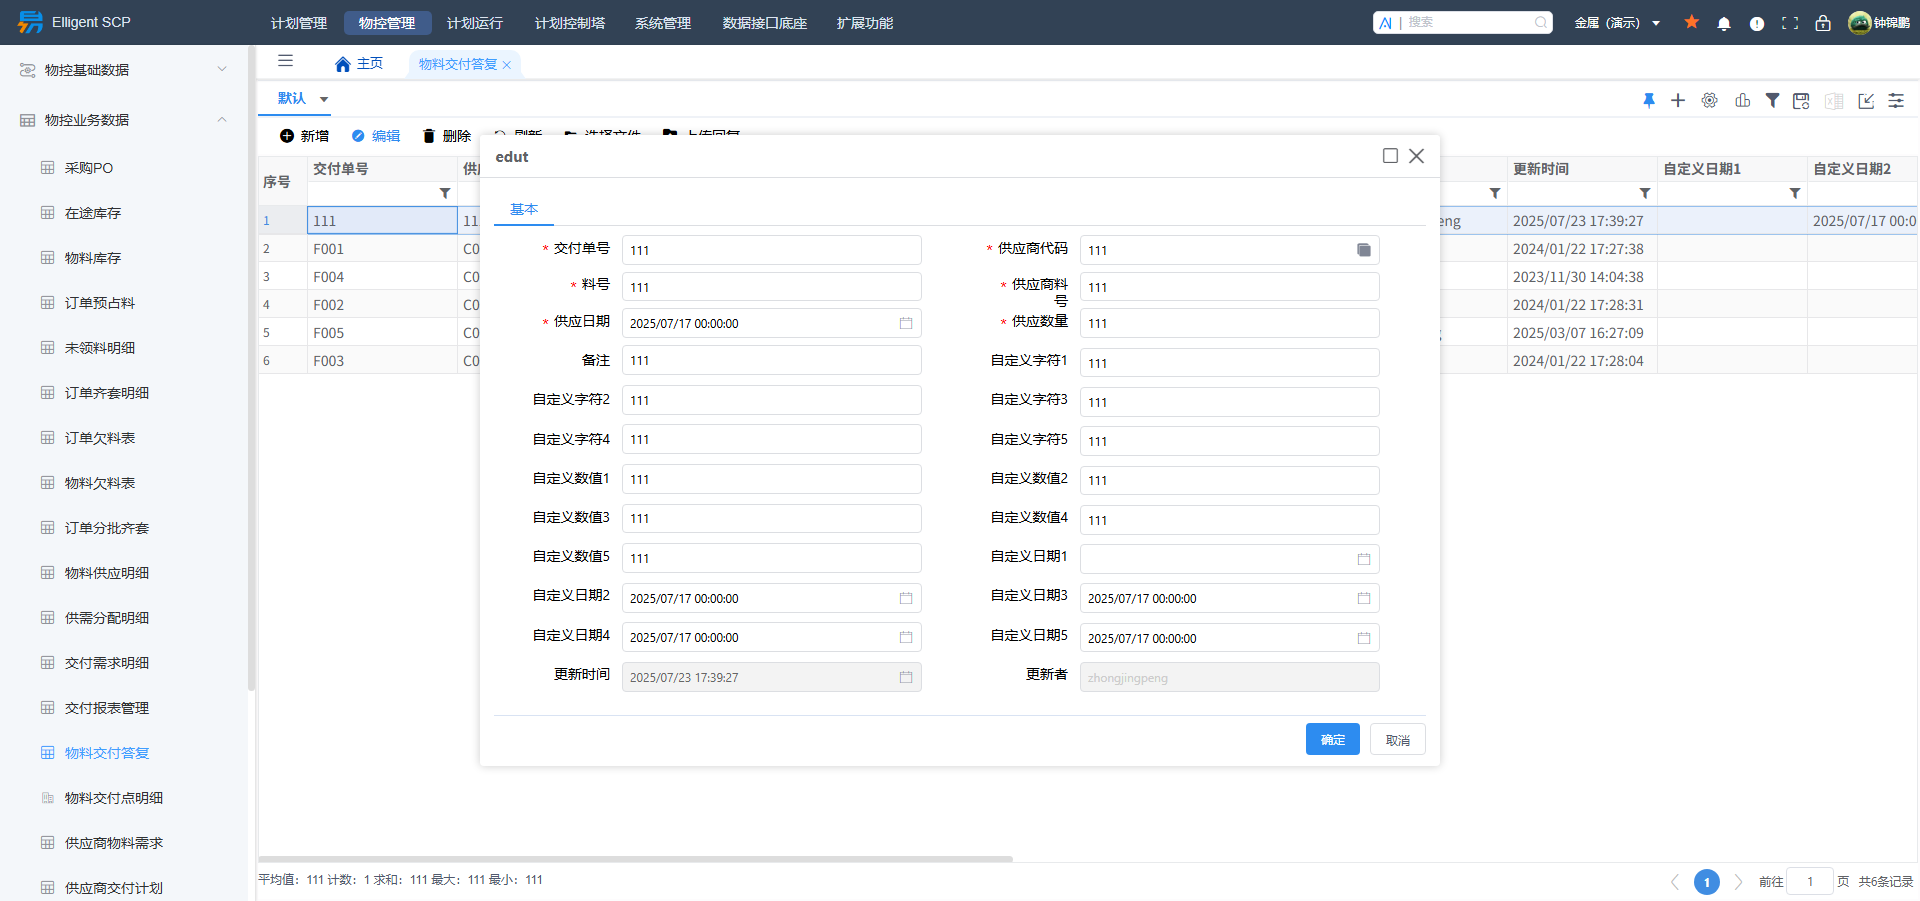 Elligent SCP
计划管理 物控管理 计划运行 计划控制塔 系统管理 数据接口底座 扩展功能
AI | 搜索
金属（演示）
钟锦鹏
物控基础数据
物控业务数据
采购PO
在途库存
物料库存
订单预占料
未领料明细
订单齐套明细
订单欠料表
物料欠料表
订单分批齐套
物料供应明细
供需分配明细
交付需求明细
交付报表管理
物料交付答复
物料交付点明细
供应商物料需求
供应商交付计划
主页
物料交付答复
默认
新增 编辑 删除 刷新 选择文件 上传回复
序号 交付单号 供 更新时间 自定义日期1 自定义日期2
1 111 11 eng 2025/07/23 17:39:27 2025/07/17 00:0
2 F001 C0 2024/01/22 17:27:38
3 F004 C0 2023/11/30 14:04:38
4 F002 C0 2024/01/22 17:28:31
5 F005 C0 2025/03/07 16:27:09
6 F003 C0 2024/01/22 17:28:04
edut
基本
* 交付单号 111
* 供应商代码 111
* 料号 111
* 供应商料号 111
* 供应日期 2025/07/17 00:00:00
* 供应数量 111
备注 111
自定义字符1 111
自定义字符2 111
自定义字符3 111
自定义字符4 111
自定义字符5 111
自定义数值1 111
自定义数值2 111
自定义数值3 111
自定义数值4 111
自定义数值5 111
自定义日期1
自定义日期2 2025/07/17 00:00:00
自定义日期3 2025/07/17 00:00:00
自定义日期4 2025/07/17 00:00:00
自定义日期5 2025/07/17 00:00:00
更新时间 2025/07/23 17:39:27
更新者 zhongjingpeng
确定 取消
平均值：111 计数：1 求和：111 最大：111 最小：111
1
前往 1 页 共6条记录